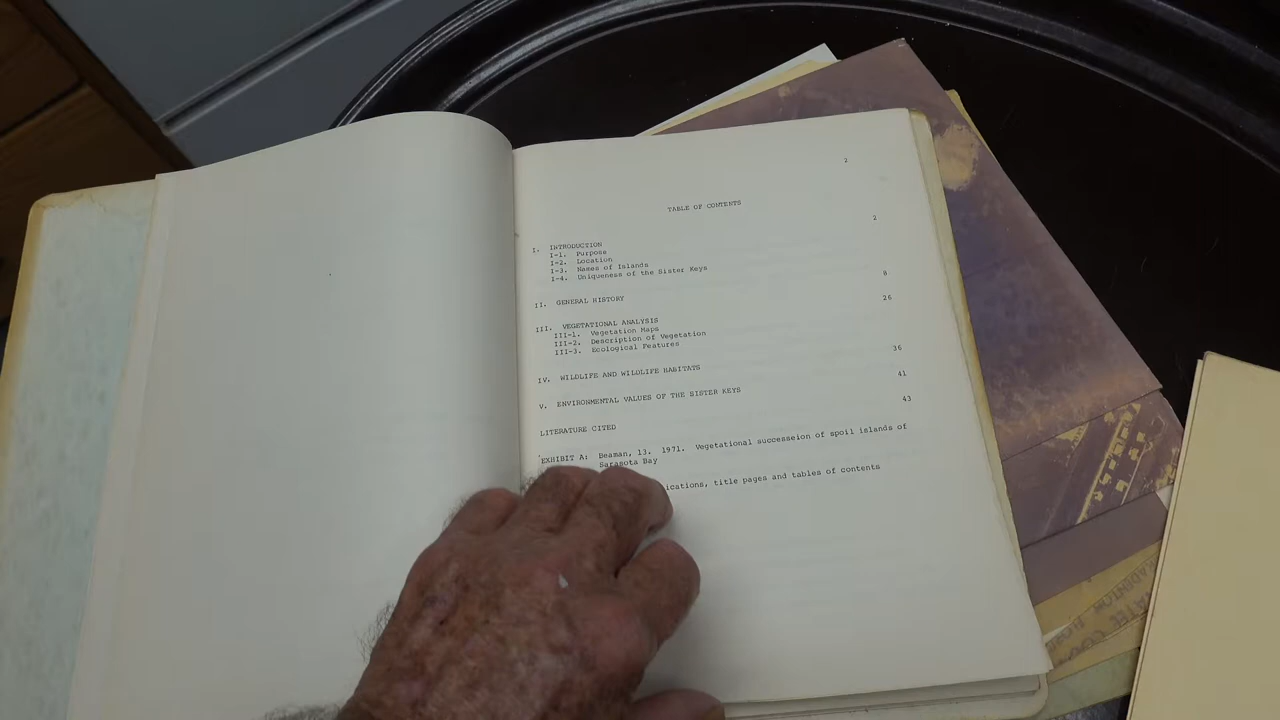 2
TABLE OF CONTENTS
2
I. INTRODUCTION
I-1. Purpose
I-2. Location
I-3. Names of Islands
I-4. Uniqueness of the Sister Keys
8
II. GENERAL HISTORY
26
III. VEGETATIONAL ANALYSIS
III-1. Vegetation Maps
III-2. Description of Vegetation
III-3. Ecological Features
36
IV. WILDLIFE AND WILDLIFE HABITATS
41
V. ENVIRONMENTAL VALUES OF THE SISTER KEYS
43
LITERATURE CITED
EXHIBIT A: Beaman, 13. 1971. Vegetational succeseion of spoil islands of
Sarasota Bay
ications, title pages and tables of contents